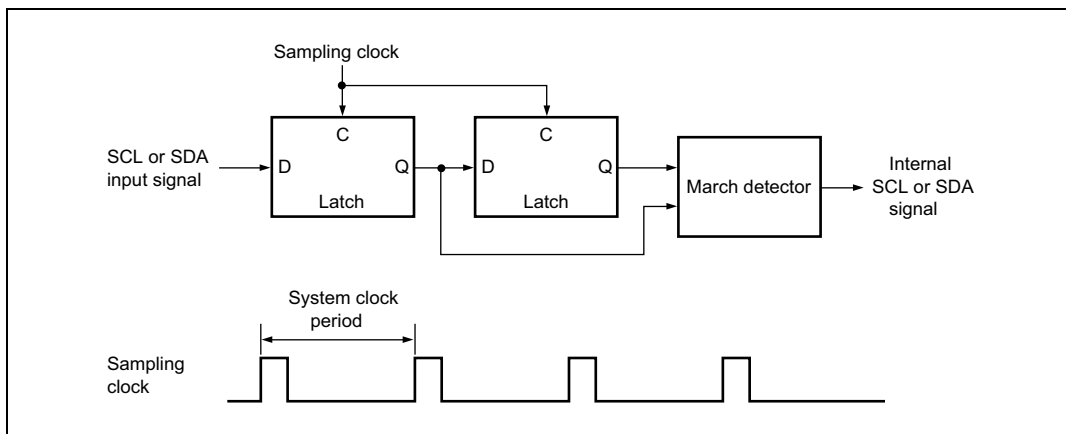 Sampling clock
SCL or SDA
input signal
D
C
Q
Latch
D
C
Q
Latch
March detector
Internal
SCL or SDA
signal
System clock
period
Sampling
clock